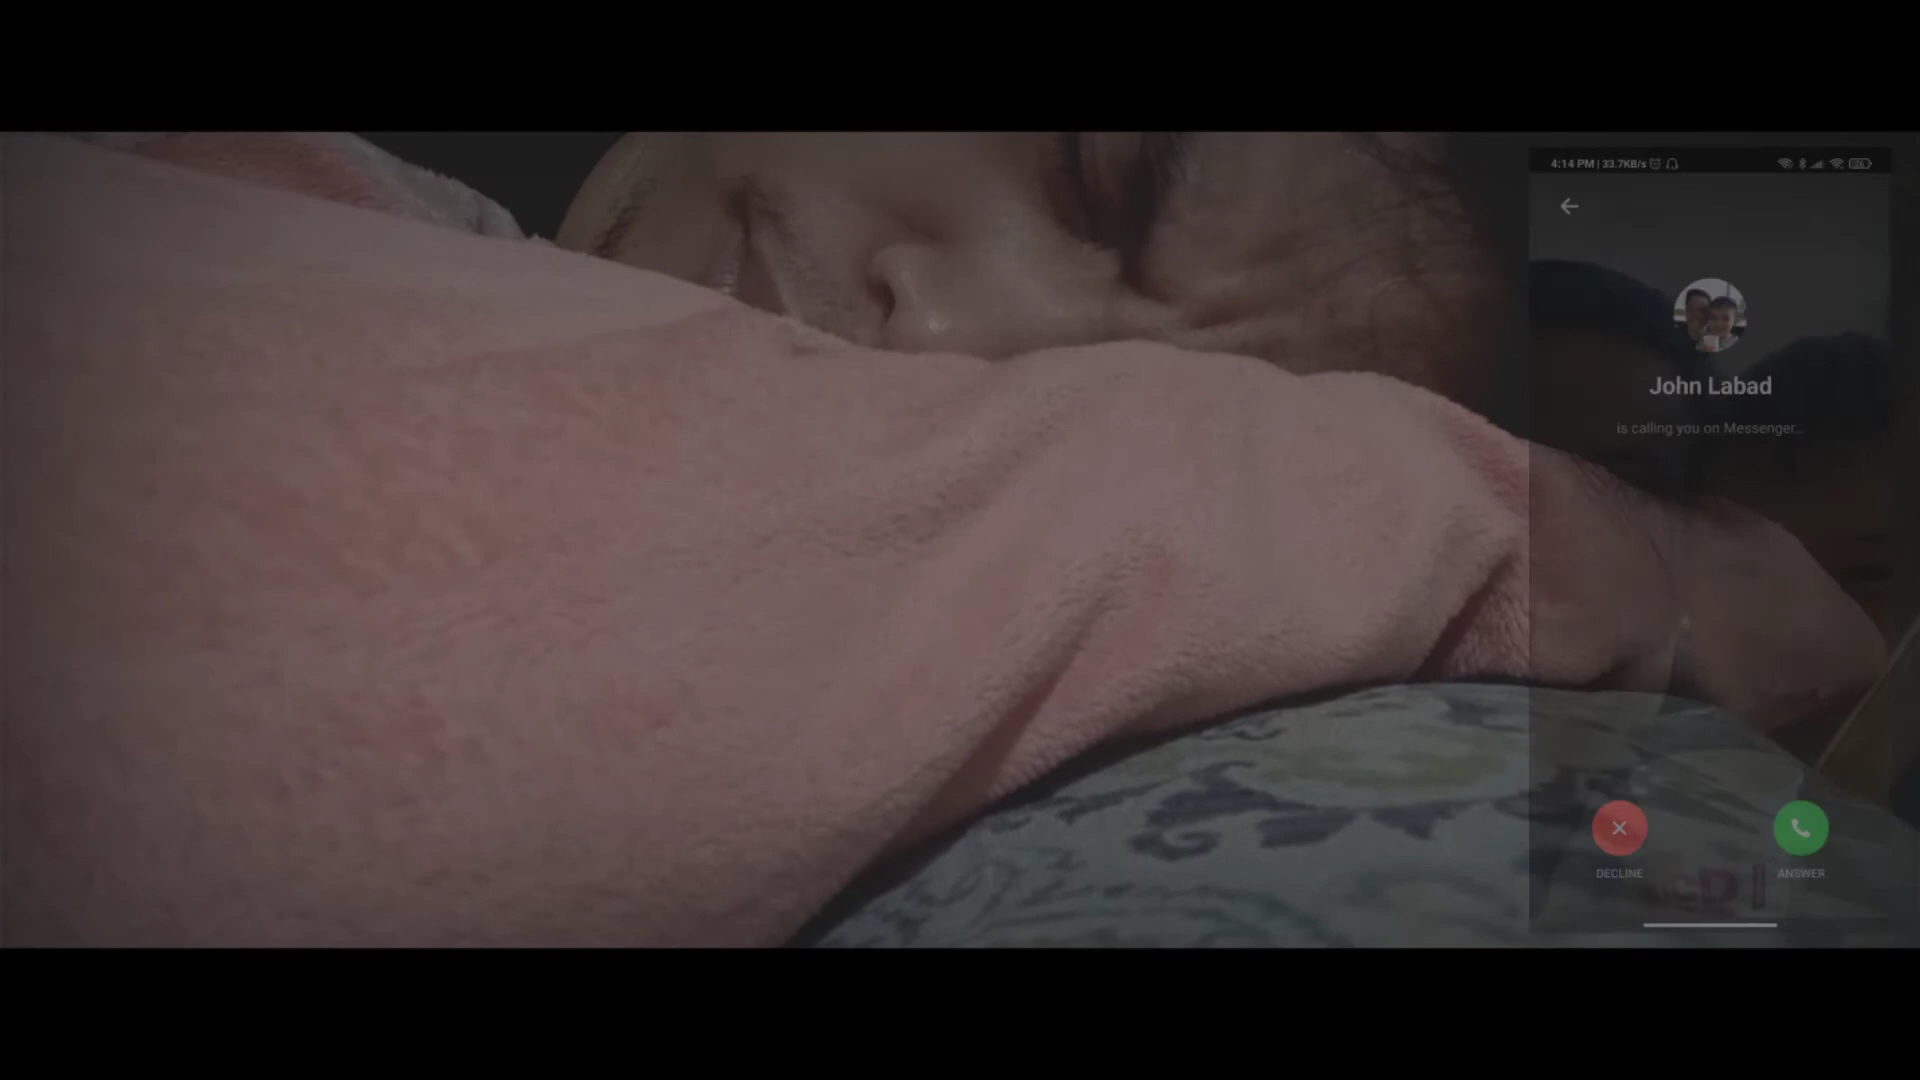 4:14 PM | 33.7KB/s
John Labad
is calling you on Messenger...
DECLINE
ANSWER